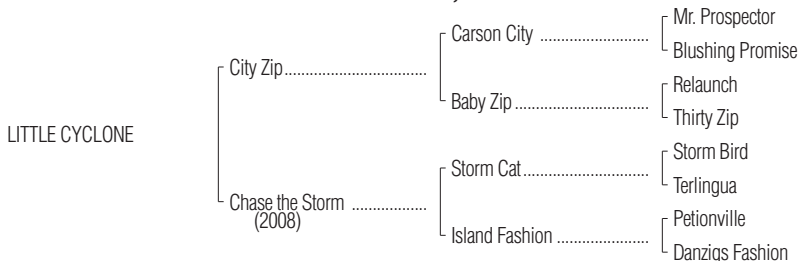 Mr. Prospector
Carson City ................................
Blushing Promise
City Zip..........................................
Relaunch
Baby Zip.......................................
Thirty Zip
LITTLE CYCLONE
Storm Bird
Storm Cat.....................................
Terlingua
Chase the Storm ......................
(2008)
Petionville
Island Fashion ...........................
Danzigs Fashion